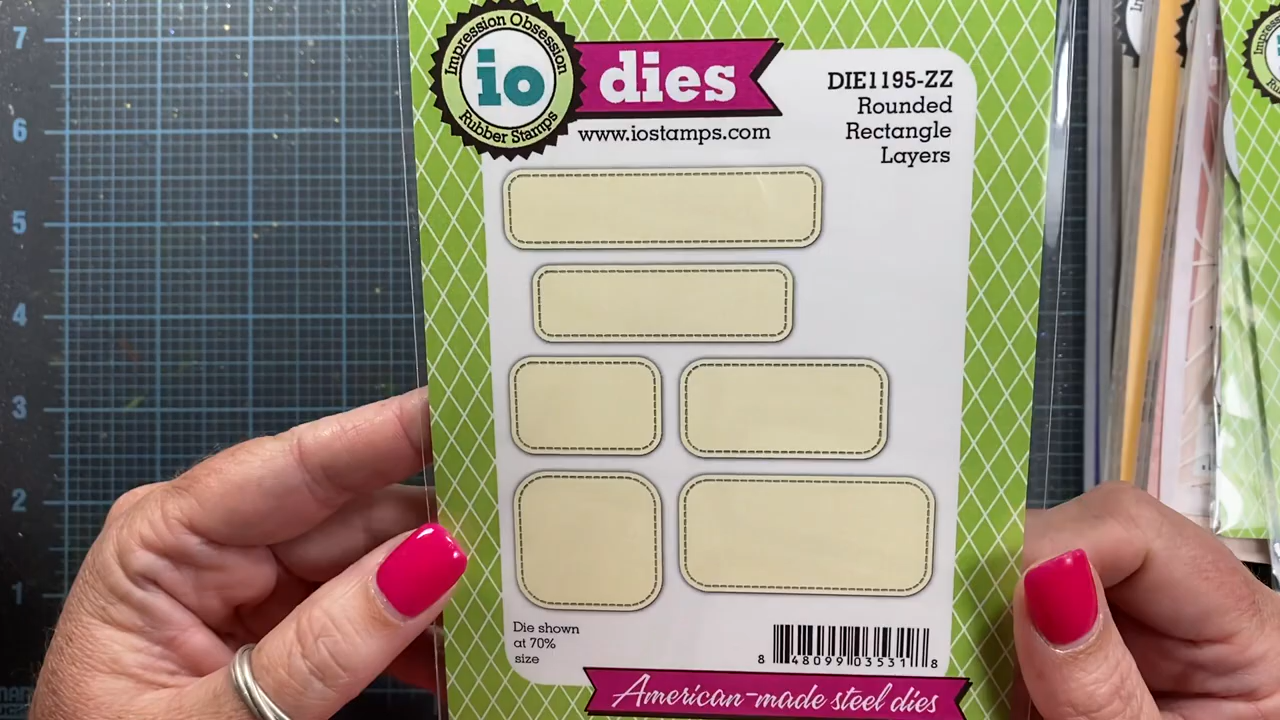 Impression Obsession
io
Rubber Stamps
dies
www.iostamps.com
DIE1195-ZZ
Rounded
Rectangle
Layers
Die shown
at 70%
size
8 48099 03531 8
American-made steel dies
7
6
5
4
3
2
1